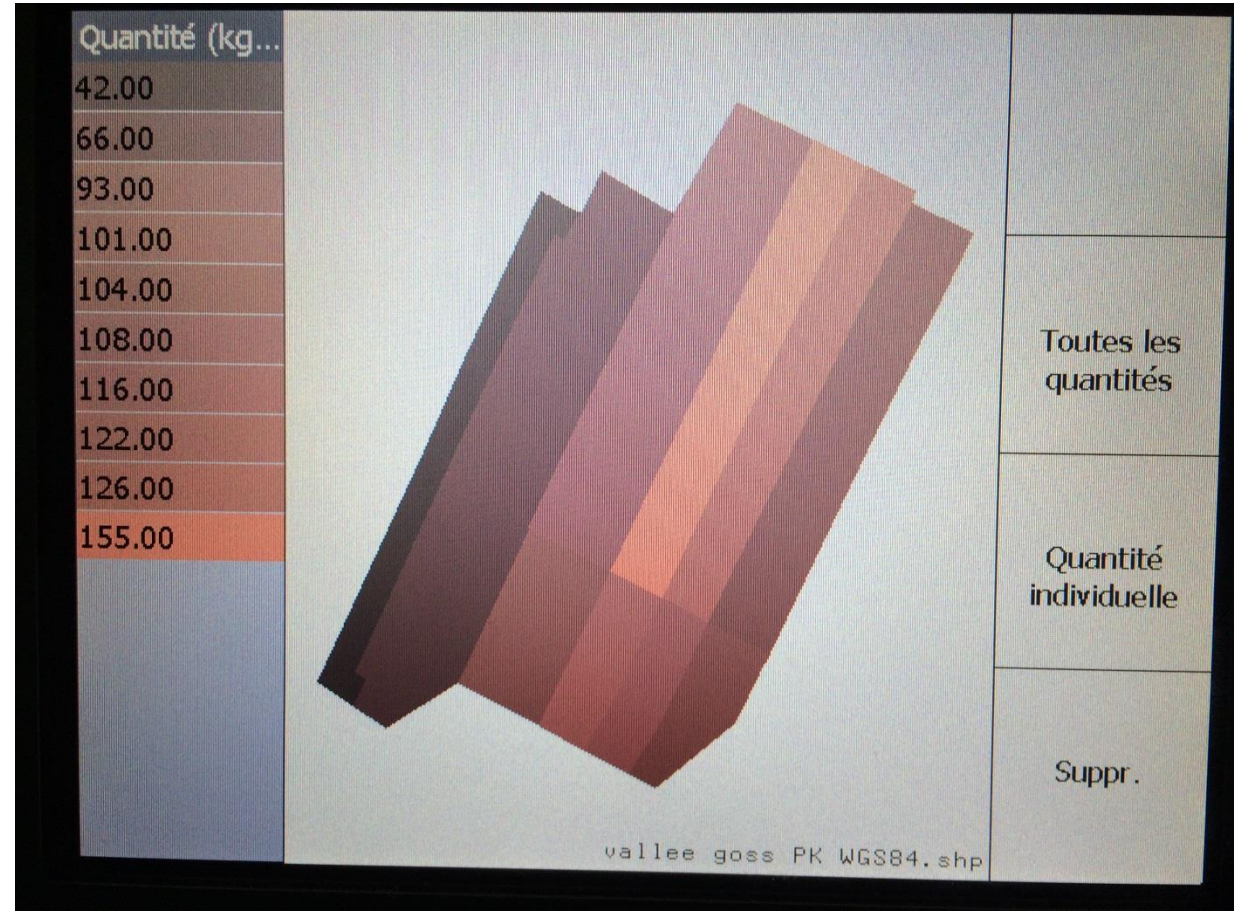 Quantité (kg...
42.00
66.00
93.00
101.00
104.00
108.00
116.00
122.00
126.00
155.00
Toutes les
quantités
Quantité
individuelle
Suppr.
vallee goss PK WGS84.shp